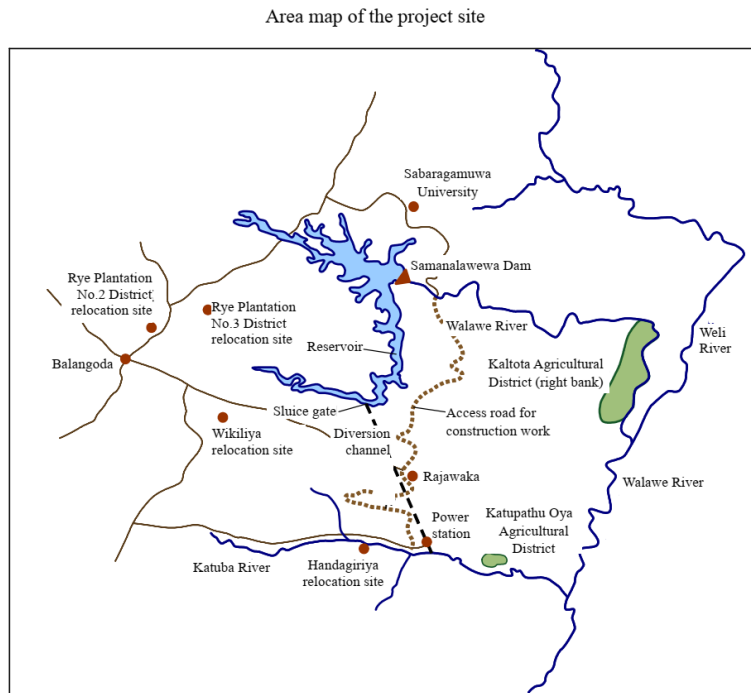 Area map of the project site
Sabaragamuwa
University
Samanalawewa Dam
Rye Plantation
No.2 District
relocation site
Rye Plantation
No.3 District
relocation site
Walawe River
Weli
River
Reservoir
Balangoda
Kaltota Agricultural
District (right bank)
Sluice gate
Access road for
construction work
Wikiliya
relocation site
Diversion
channel
Rajawaka
Walawe River
Power
station
Katupathu Oya
Agricultural
District
Katuba River
Handagiriya
relocation site